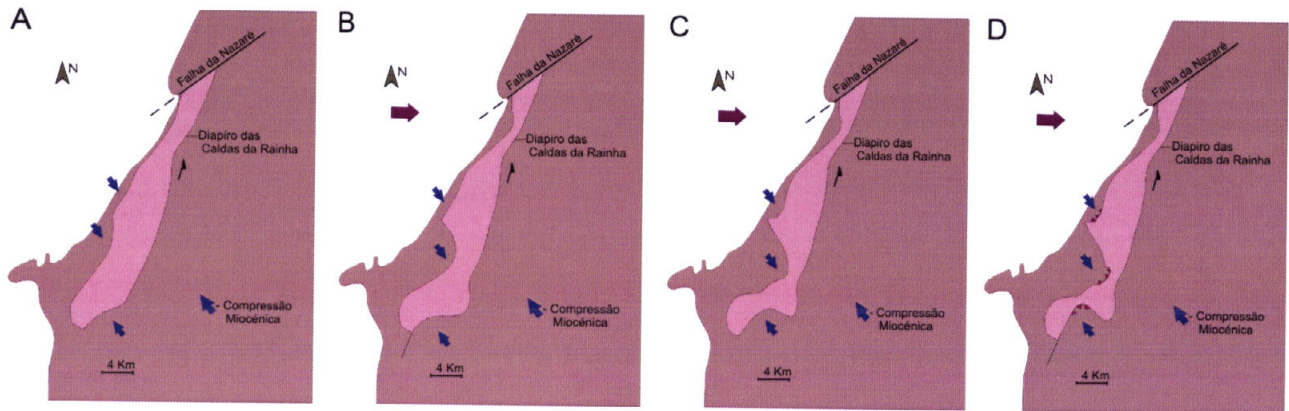 A
N
Falha da Nazaré
Diapiro das
Caldas da Rainha
Compressão
Miocénica
4 Km
B
N
Falha da Nazaré
Diapiro das
Caldas da Rainha
Compressão
Miocénica
4 Km
C
N
Falha da Nazaré
Diapiro das
Caldas da Rainha
Compressão
Miocénica
4 Km
D
N
Falha da Nazaré
Diapiro das
Caldas da Rainha
Compressão
Miocénica
4 Km